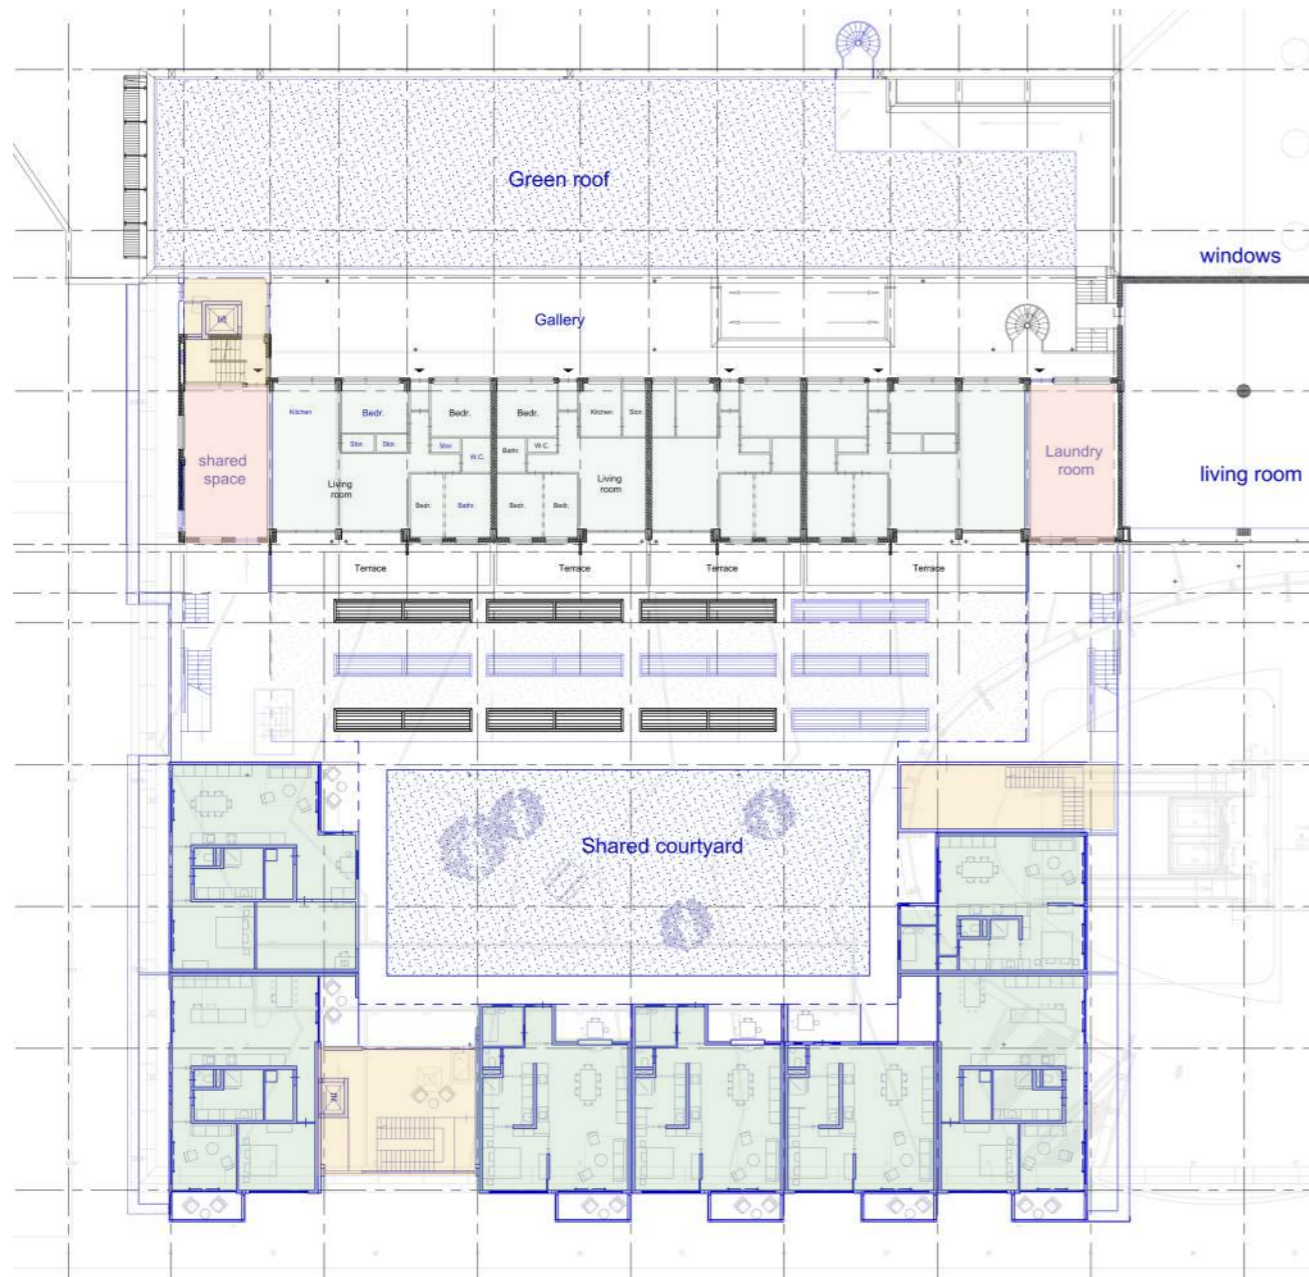 Green roof
windows
Gallery
Kitchen
Bedr.
Bedr.
Bedr.
Kitchen
Stor.
Stor.
Stor.
Stor.
W.C.
W.C.
Bathr.
shared
space
Living
room
Living
room
Laundry
room
living room
Bedr.
Bathr.
Bedr.
Bedr.
Terrace
Terrace
Terrace
Terrace
Shared courtyard